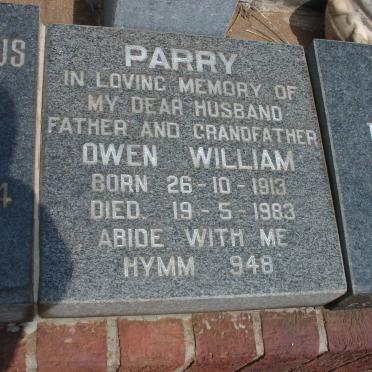 PARRY
IN LOVING MEMORY OF
MY DEAR HUSBAND
FATHER AND GRANDFATHER
OWEN WILLIAM
BORN 26-10-1913
DIED. 19-5-1983
ABIDE WITH ME
HYMM 948